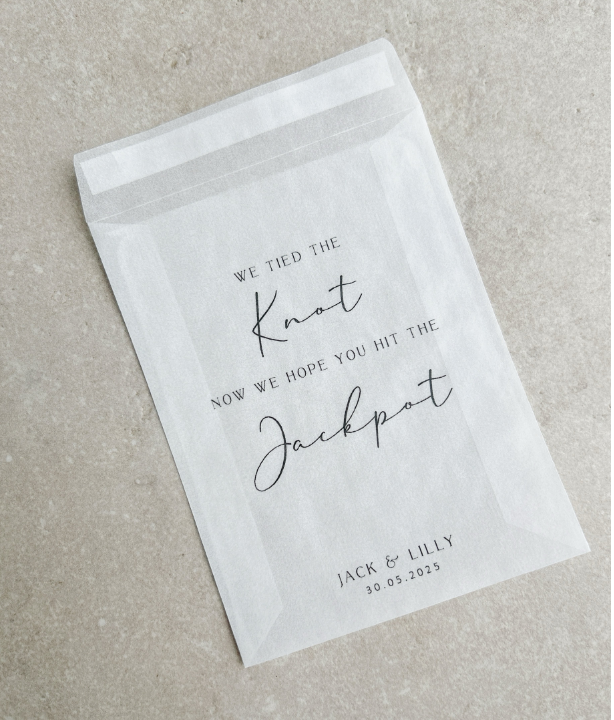 WE TIED THE
Knot
NOW WE HOPE YOU HIT THE
Jackpot
JACK & LILLY
30.05.2025